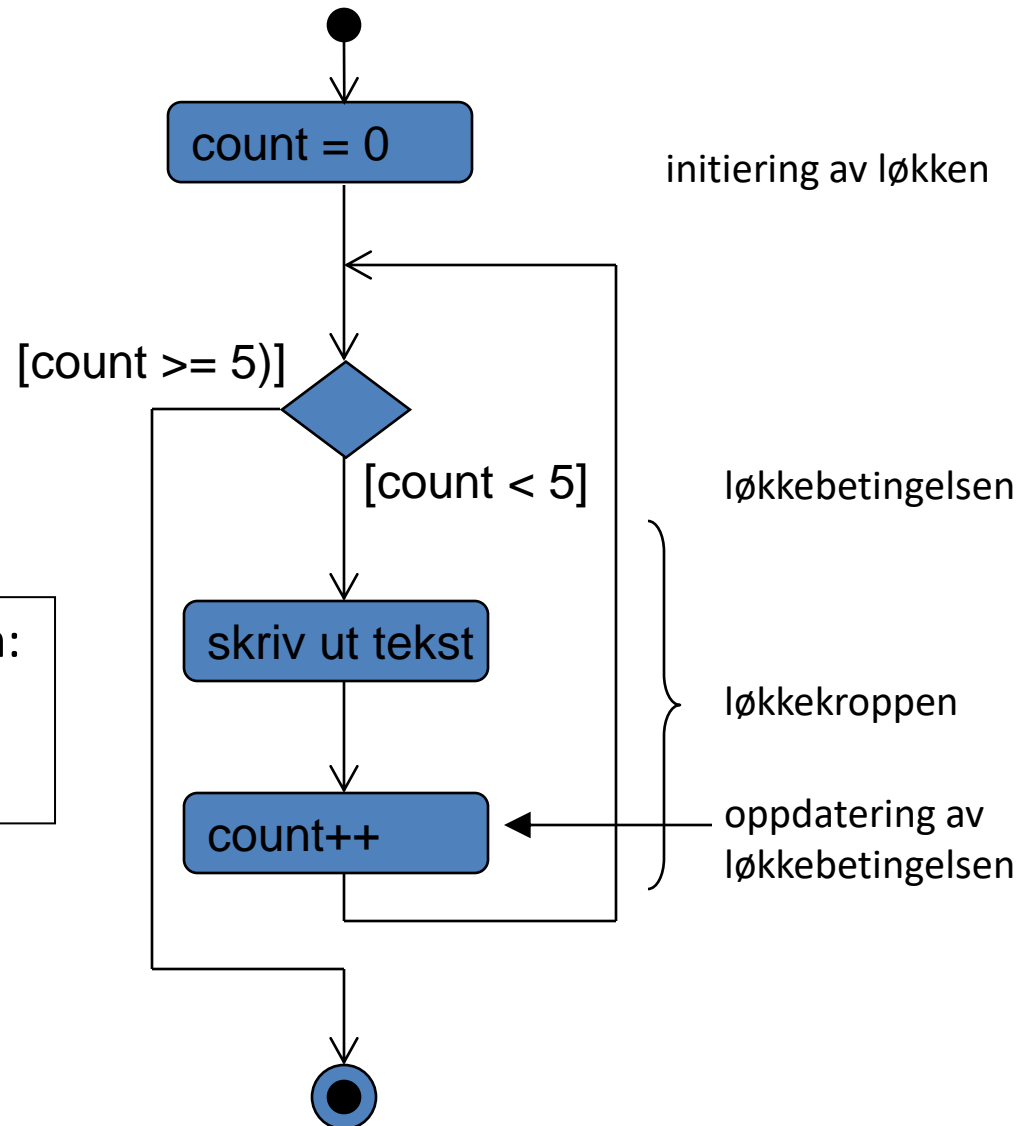 count = 0
initiering av løkken
[count >= 5)]
[count < 5]
løkkebetingelsen
:
skriv ut tekst
løkkekroppen
count++
oppdatering av
løkkebetingelsen